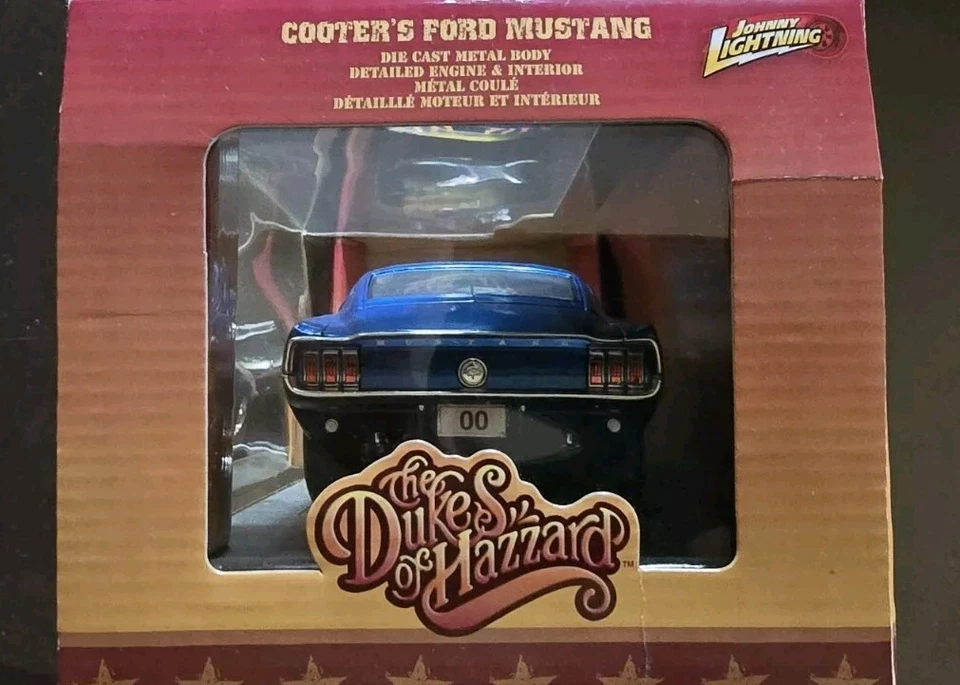 COOTER'S FORD MUSTANG
DIE CAST METAL BODY
DETAILED ENGINE & INTERIOR
MÉTAL COULÉ
DÉTAILLLÉ MOTEUR ET INTÉRIEUR
JOHNNY
LIGHTNING
MUSTANG
00
The
Dukes
of Hazzard
TM